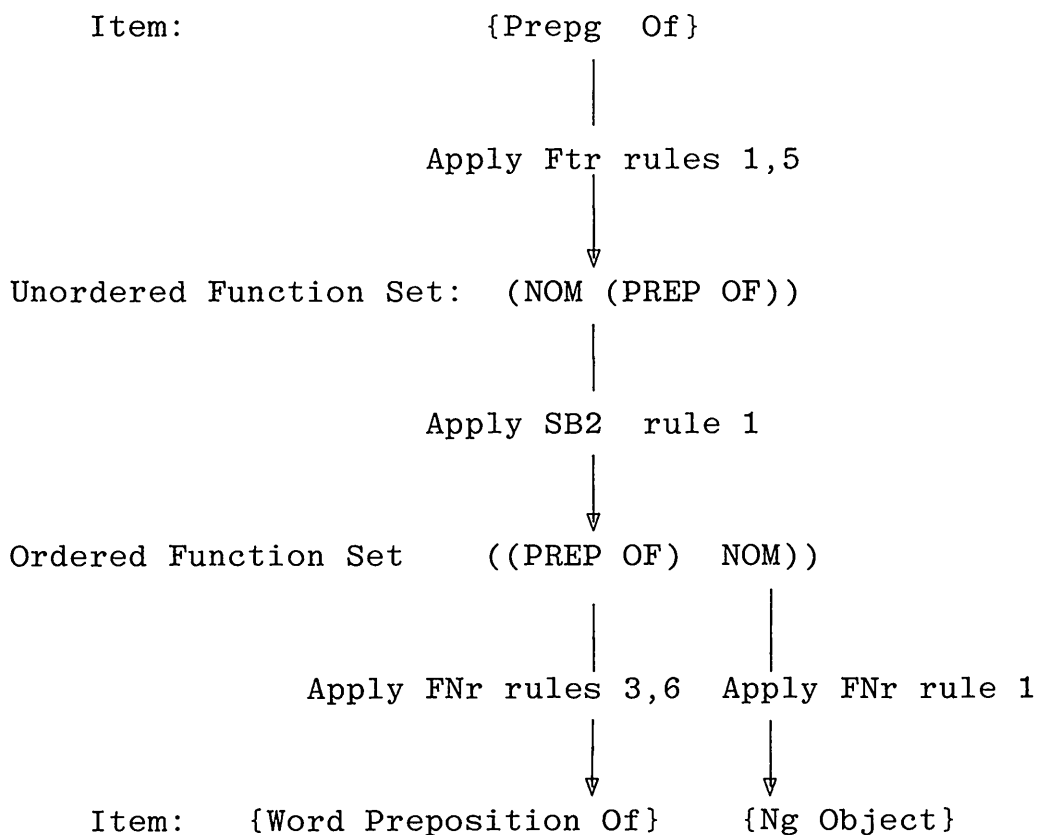 Item: {Prepg Of}
Apply Ftr rules 1,5
Unordered Function Set: (NOM (PREP OF))
Apply SB2 rule 1
Ordered Function Set ((PREP OF) NOM))
Apply FNr rules 3,6 Apply FNr rule 1
Item: {Word Preposition Of} {Ng Object}